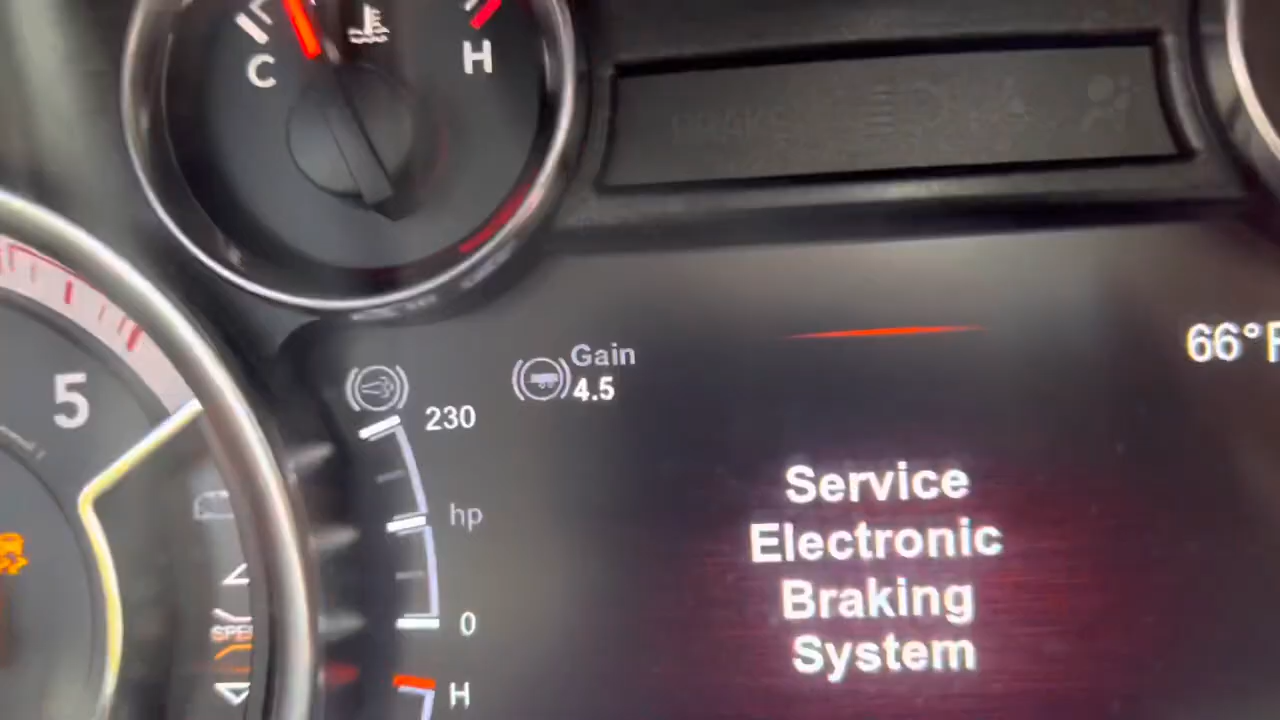 C
H
Gain
4.5
66°F
230
5
hp
0
H
Service
Electronic
Braking
System